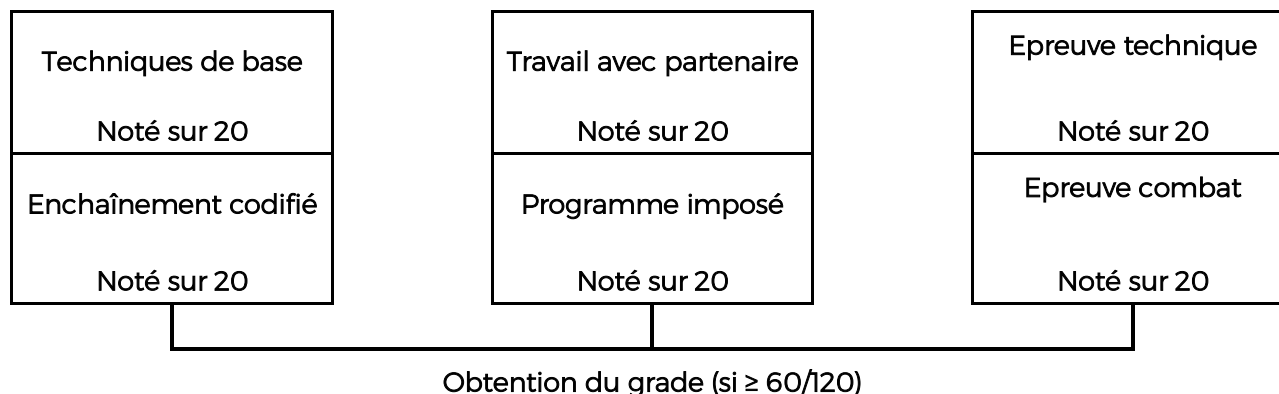 Techniques de base
Noté sur 20
Enchaînement codifié
Noté sur 20
Travail avec partenaire
Noté sur 20
Programme imposé
Noté sur 20
Epreuve technique
Noté sur 20
Epreuve combat
Noté sur 20
Obtention du grade (si ≥ 60/120)